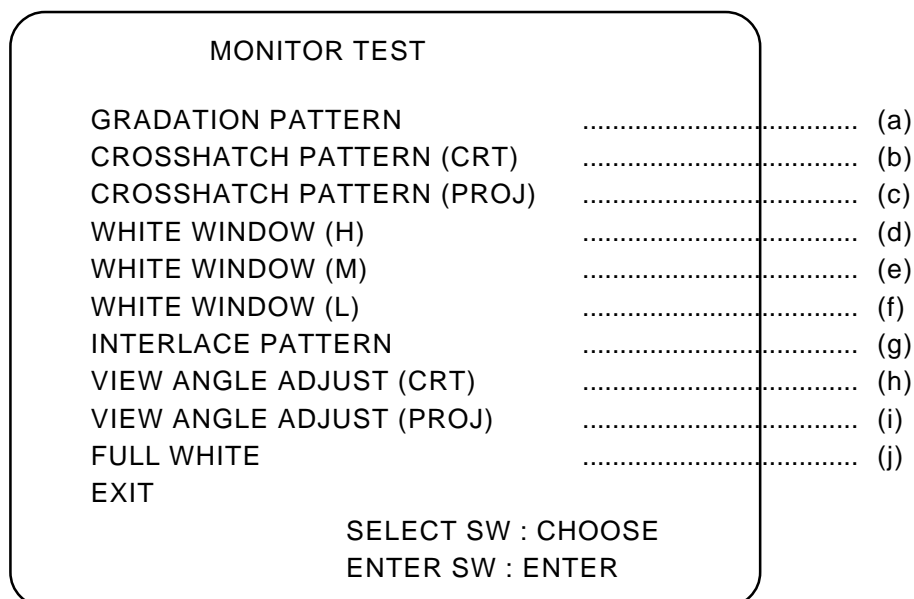 MONITOR TEST
GRADATION PATTERN ..................................... (a)
CROSSHATCH PATTERN (CRT) ..................................... (b)
CROSSHATCH PATTERN (PROJ) ..................................... (c)
WHITE WINDOW (H) ..................................... (d)
WHITE WINDOW (M) ..................................... (e)
WHITE WINDOW (L) ..................................... (f)
INTERLACE PATTERN ..................................... (g)
VIEW ANGLE ADJUST (CRT) ..................................... (h)
VIEW ANGLE ADJUST (PROJ) ..................................... (i)
FULL WHITE ..................................... (j)
EXIT
SELECT SW : CHOOSE
ENTER SW : ENTER